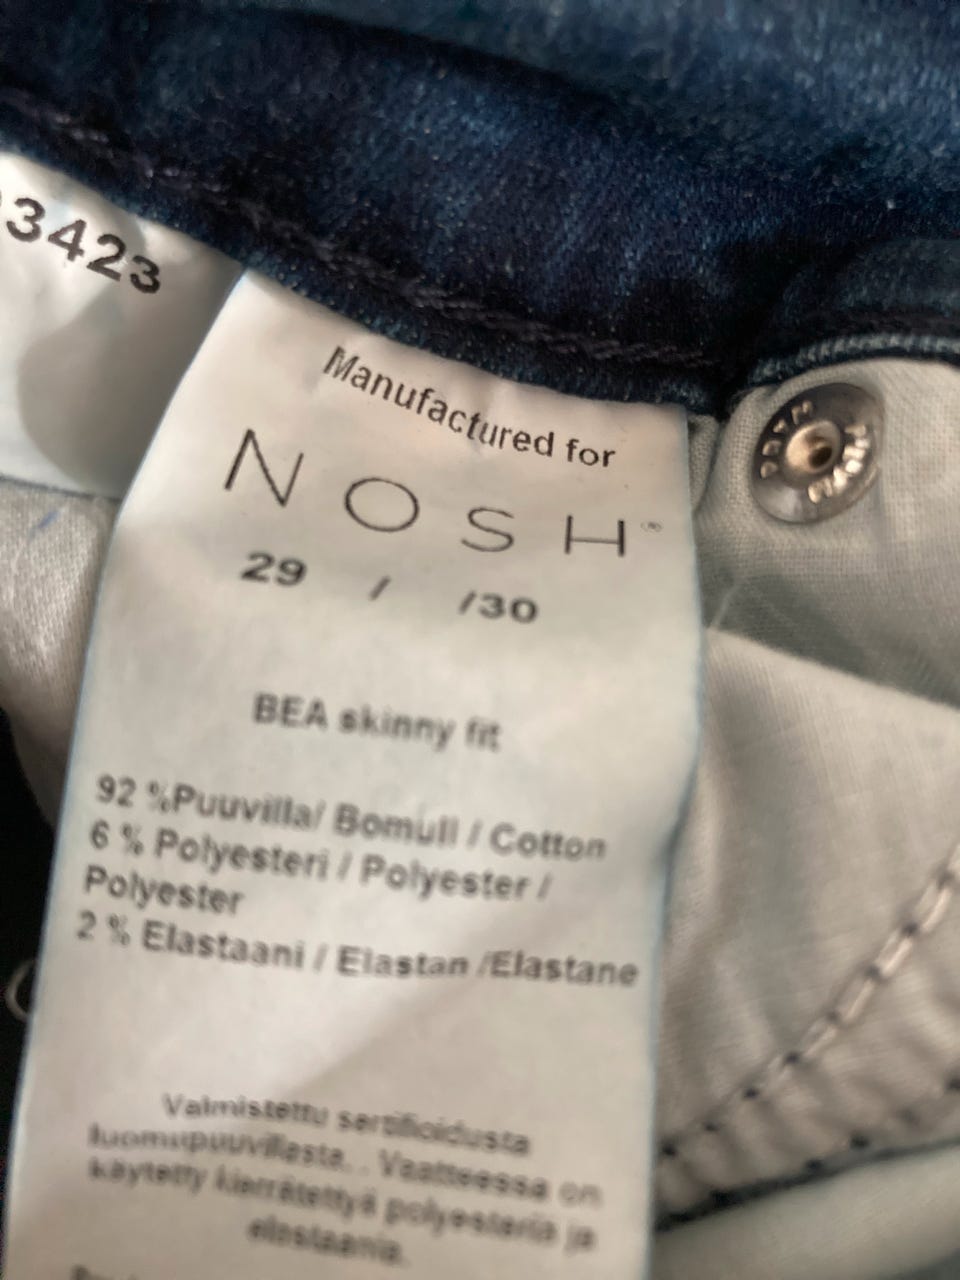 3423
Manufactured for
NOSH®
29 / /30
BEA skinny fit
92 %Puuvilla/ Bomull / Cotton
6 % Polyesteri / Polyester /
Polyester
2 % Elastaani / Elastan /Elastane
Valmistettu sertifioidusta
luomupuuvillasta. . Vaatteessa on
käytetty kierrätettyä polyesteriä ja
elastaania.